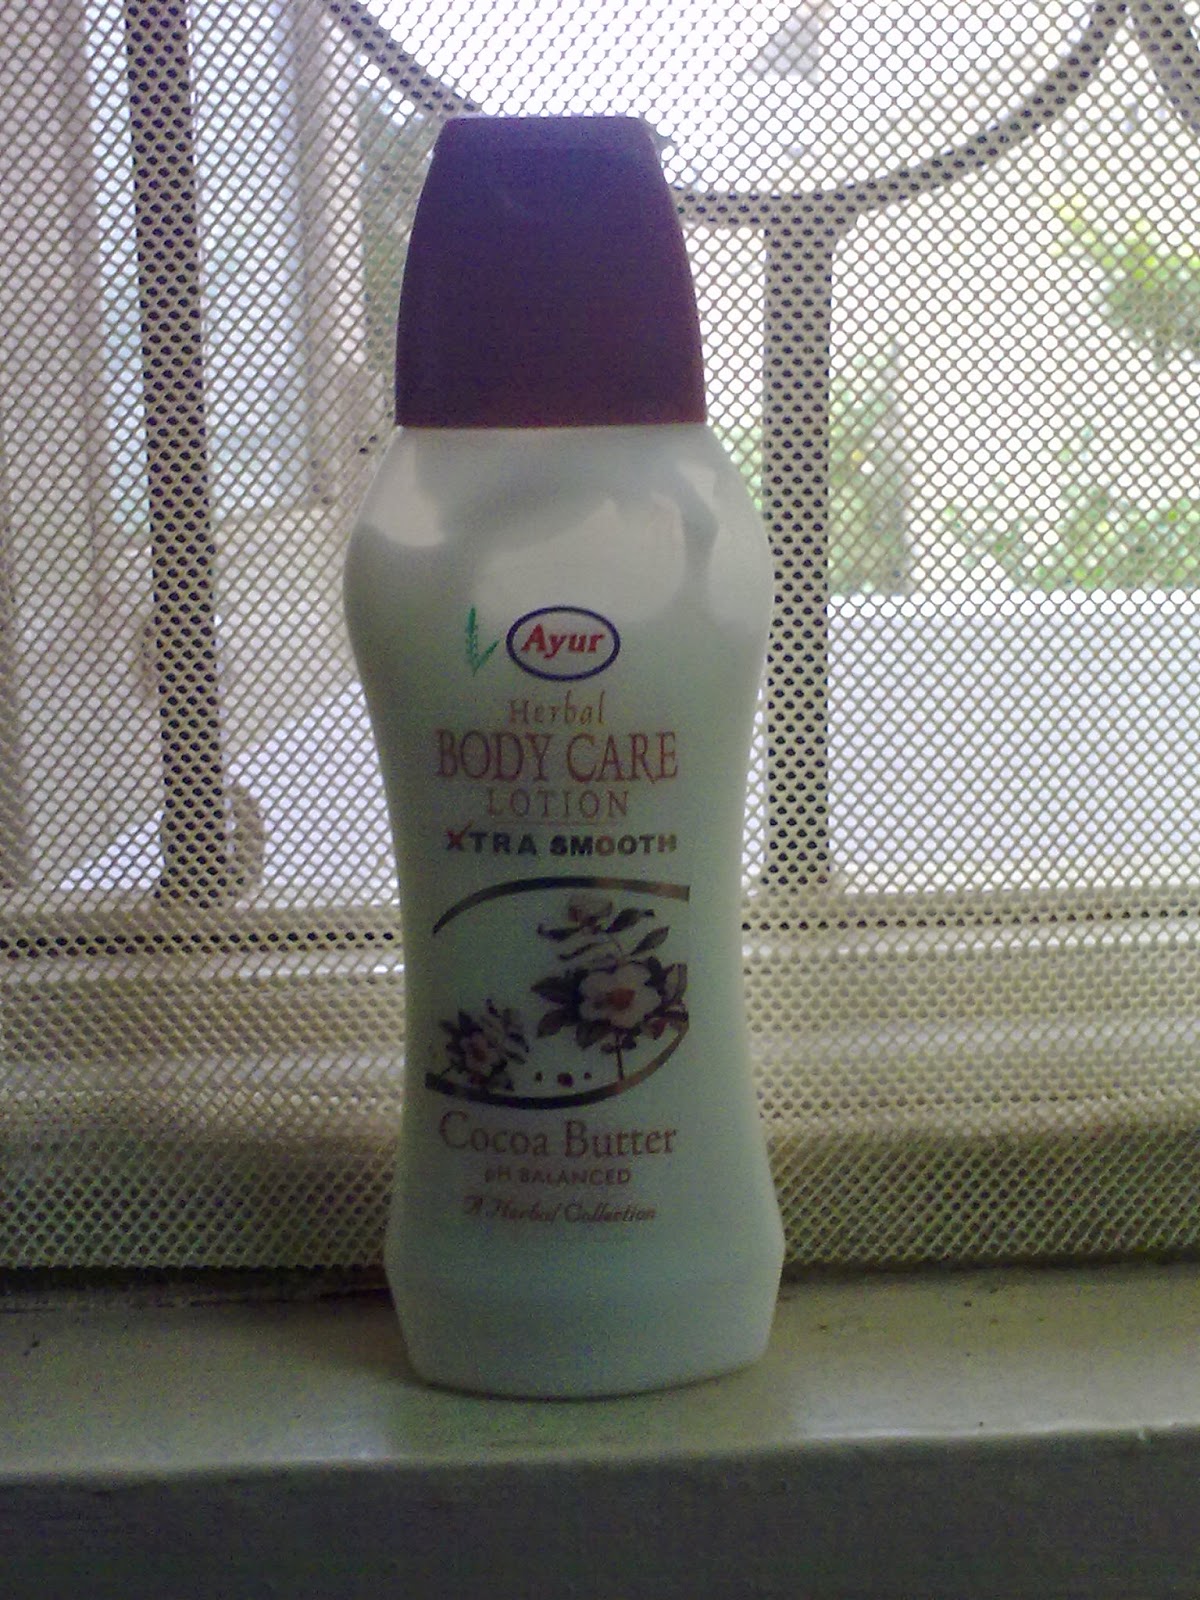 Ayur
Herbal
BODY CARE
LOTION
XTRA SMOOTH
Cocoa Butter
pH BALANCED
A Herbal Collection